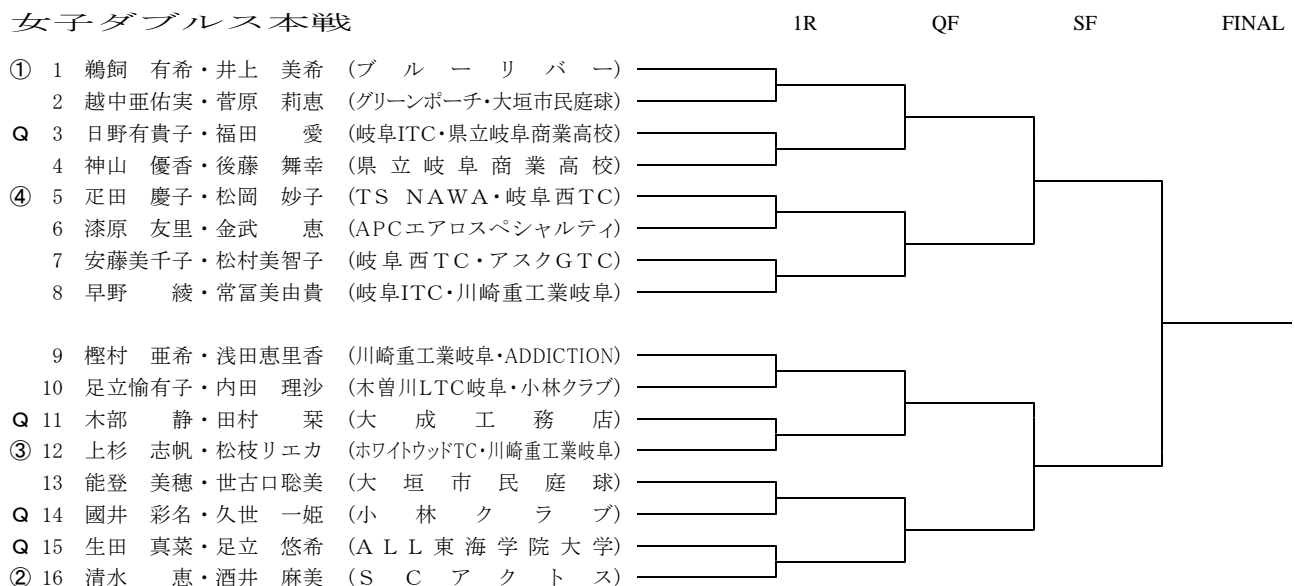 女子ダブルス本戦 1R QF SF FINAL
① 1 鵜飼 有希・井上 美希 (ブルーリバー)
2 越中亜佑実・菅原 莉恵 (グリーンポーチ・大垣市民庭球)
Q 3 日野有貴子・福田 愛 (岐阜ITC・県立岐阜商業高校)
4 神山 優香・後藤 舞幸 (県立岐阜商業高校)
④ 5 疋田 慶子・松岡 妙子 (TS NAWA・岐阜西TC)
6 漆原 友里・金武 恵 (APCエアロスペシャルティ)
7 安藤美千子・松村美智子 (岐阜西TC・アスクGTC)
8 早野 綾・常冨美由貴 (岐阜ITC・川崎重工業岐阜)
9 樫村 亜希・浅田恵里香 (川崎重工業岐阜・ADDICTION)
10 足立愉有子・内田 理沙 (木曽川LTC岐阜・小林クラブ)
Q 11 木部 静・田村 栞 (大成工務店)
③ 12 上杉 志帆・松枝リエカ (ホワイトウッドTC・川崎重工業岐阜)
13 能登 美穂・世古口聡美 (大垣市民庭球)
Q 14 國井 彩名・久世 一姫 (小林クラブ)
Q 15 生田 真菜・足立 悠希 (ALL東海学院大学)
② 16 清水 恵・酒井 麻美 (SCアクトス)